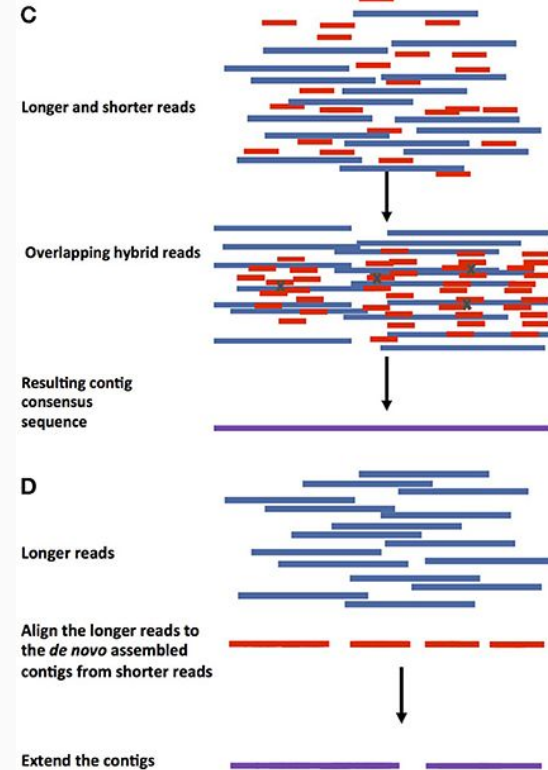 C
Longer and shorter reads
Overlapping hybrid reads
Resulting contig
consensus
sequence
D
Longer reads
Align the longer reads to
the de novo assembled
contigs from shorter reads
Extend the contigs